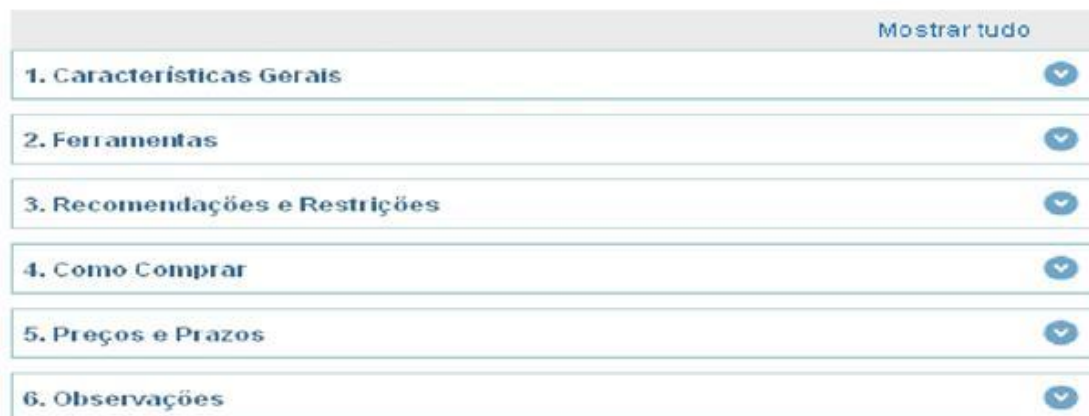 Mostrar tudo
1. Características Gerais
2. Ferramentas
3. Recomendações e Restrições
4. Como Comprar
5. Preços e Prazos
6. Observações